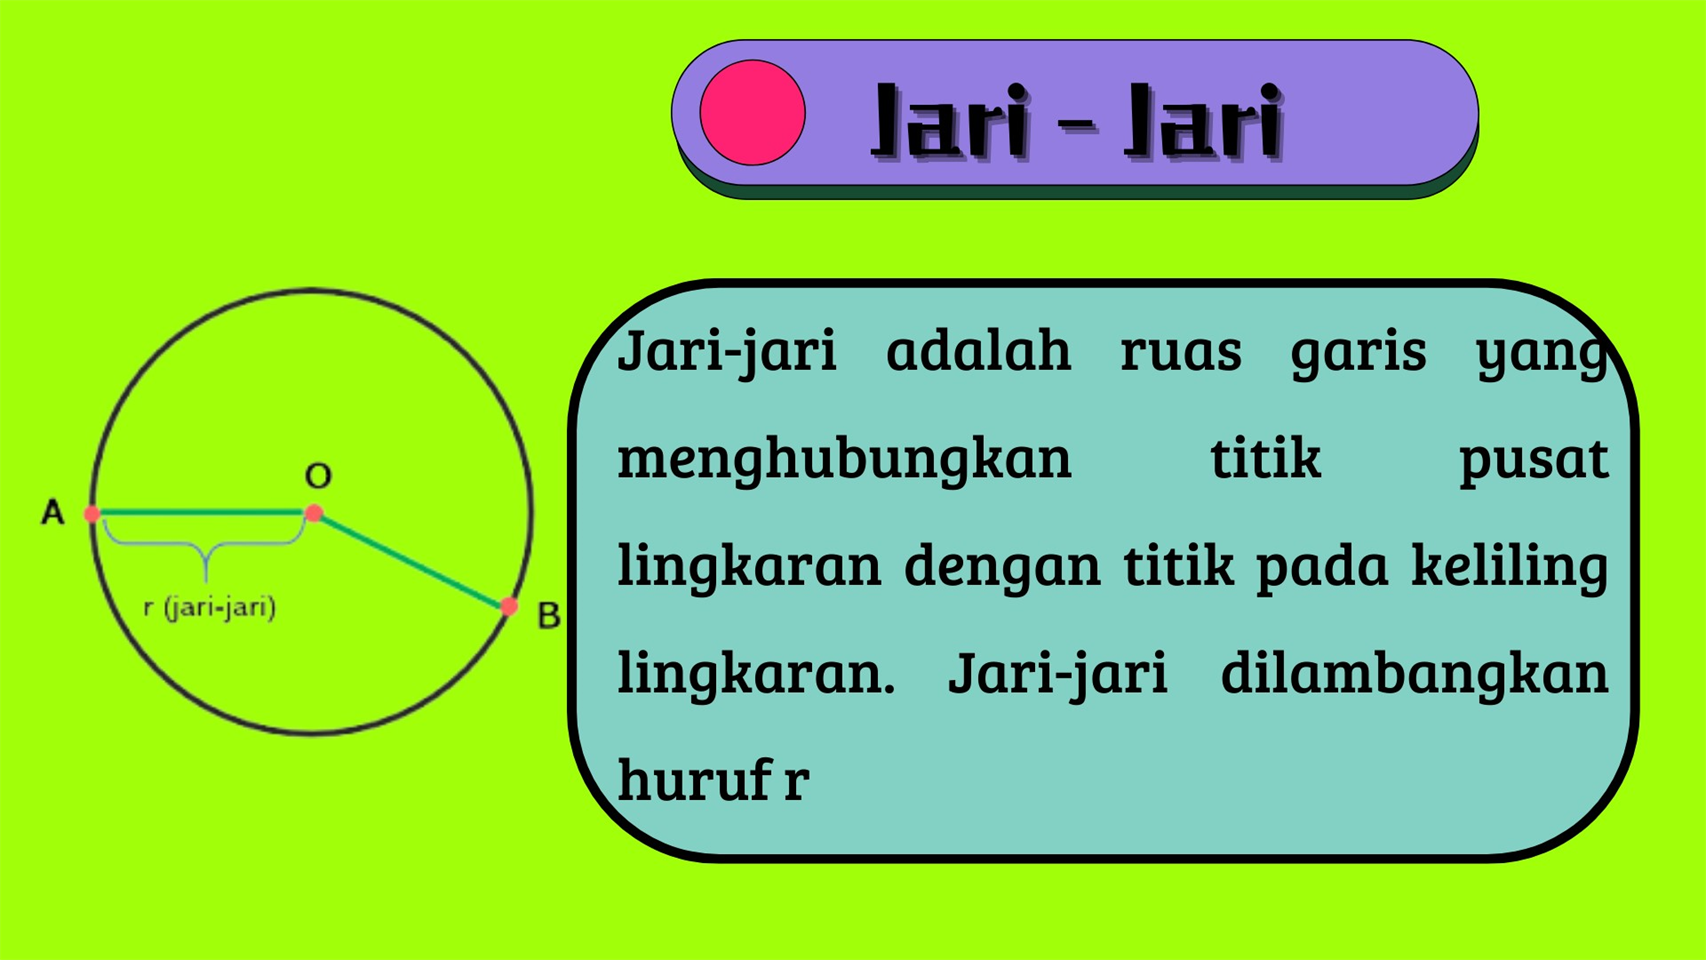 Jari - Jari
O
A
r (jari-jari)
B
Jari-jari adalah ruas garis yang
menghubungkan titik pusat
lingkaran dengan titik pada keliling
lingkaran. Jari-jari dilambangkan
huruf r